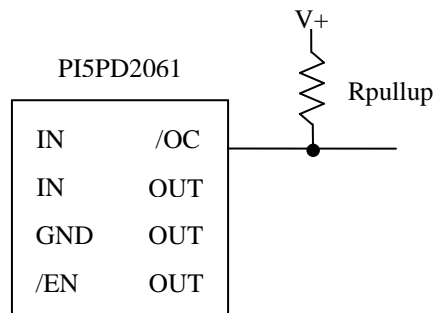 V+
PI5PD2061
Rpullup
IN /OC
IN OUT
GND OUT
/EN OUT